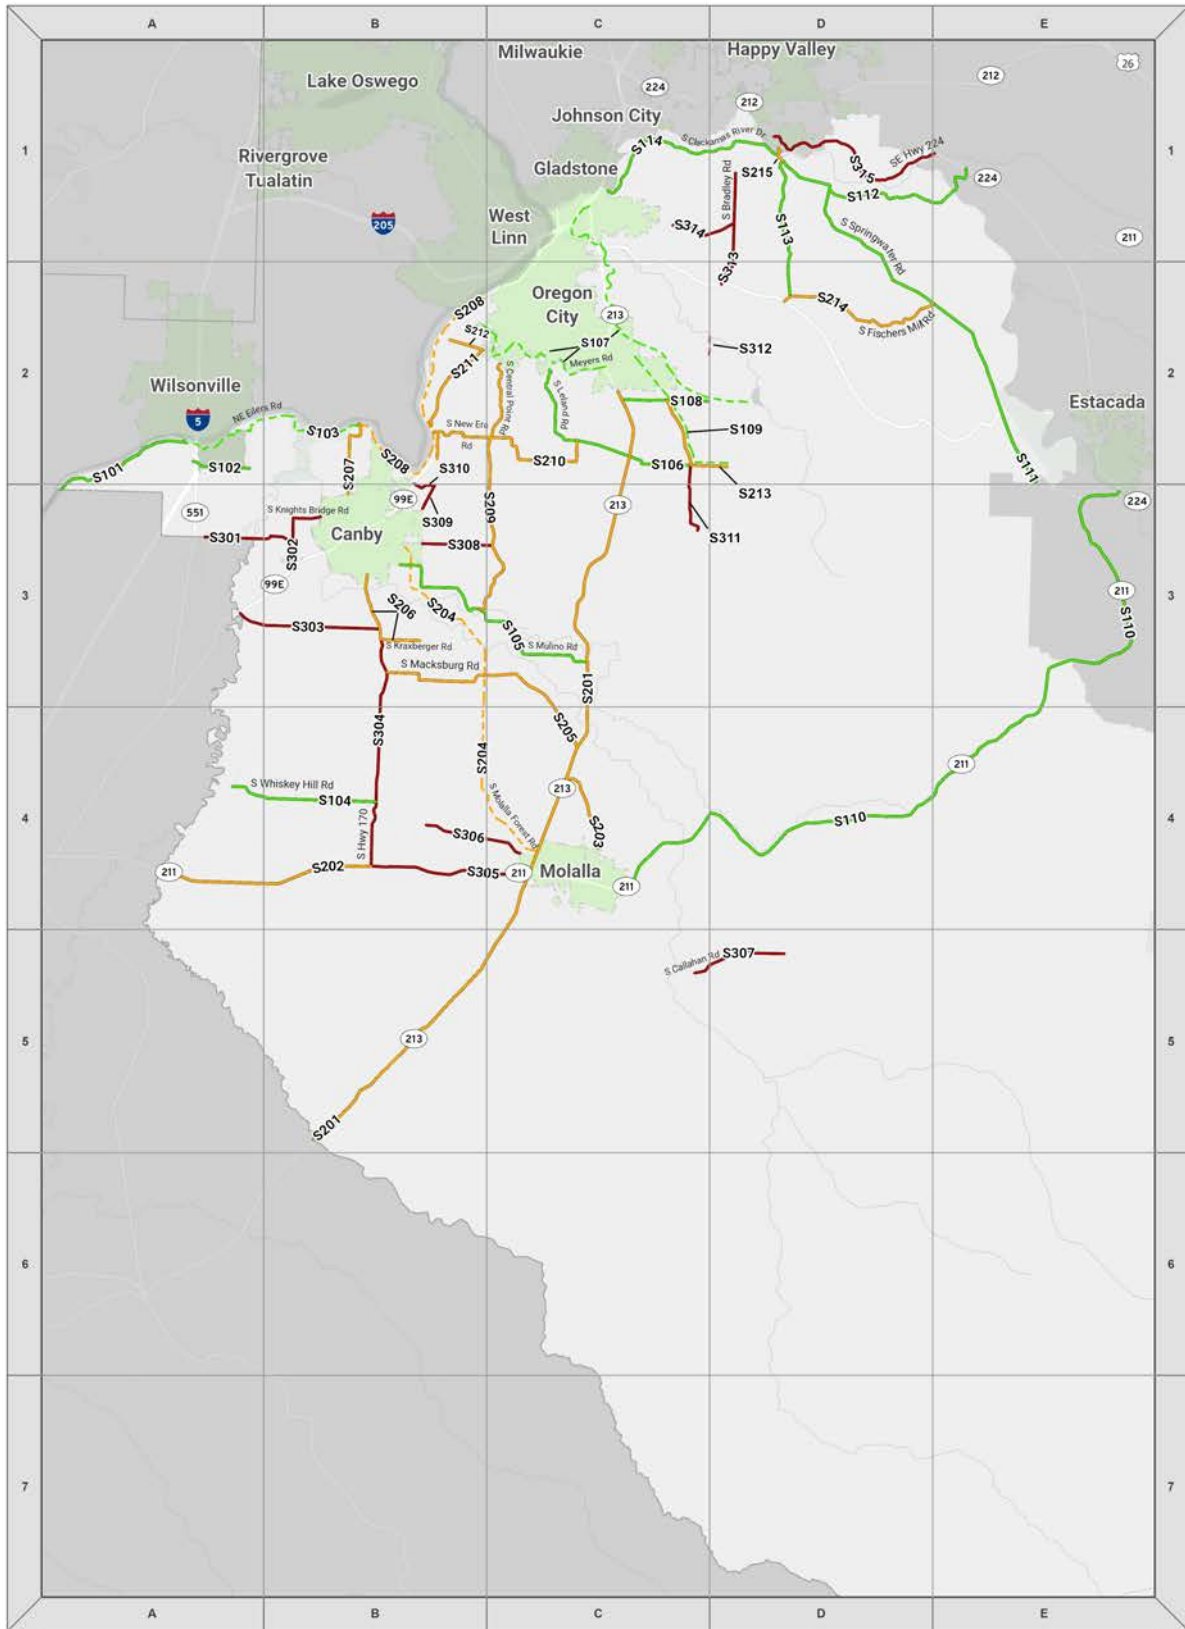 A B C D E
Milwaukie
Happy Valley
26
Lake Oswego
212
224
212
Johnson City
S Clackamas River Dr.
1
1
S114
SE Hwy 224
Rivergrove
Tualatin
Gladstone
S215
S Bradley Rd
S315
224
S112
West
Linn
205
S314
S113
S Springwater Rd
211
S313
Oregon
City
S208
S214
S Fischers Mill Rd
213
S212
S107
S312
S211
Meyers Rd
2
2
Wilsonville
S Central Point Rd
S Leland Rd
Estacada
NE Eilers Rd
5
S103
S108
S New Era
Rd
S109
S208
S207
S210
S106
S101
S102
S310
S213
S111
99E
S209
213
224
551
S Knights Bridge Rd
S309
Canby
S301
S302
S308
S311
99E
211
3
3
S204
S206
S110
S303
S105
S Kraxberger Rd
S Mulino Rd
S Macksburg Rd
S201
S205
S304
S204
211
S Whiskey Hill Rd
213
S104
S Molalla Forest Rd
4
4
S Hwy 170
S306
S203
S110
211
S202
S305
211
Molalla
211
S Callahan Rd
S307
213
5
5
S201
6
6
7
7
A B C D E